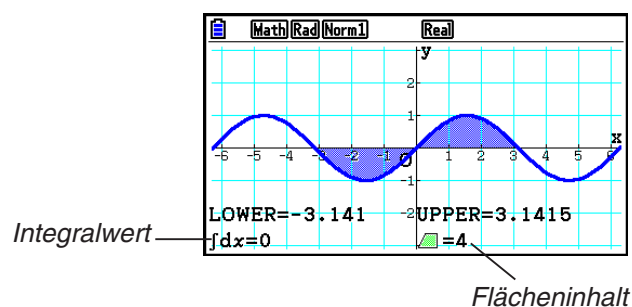 Math Rad Norm1 Real
y
2
1
x
-6 -5 -4 -3 -2 -1 O 1 2 3 4 5 6
-1
-2
LOWER=-3.141 UPPER=3.1415
Integralwert ∫dx=0 =4
Flächeninhalt